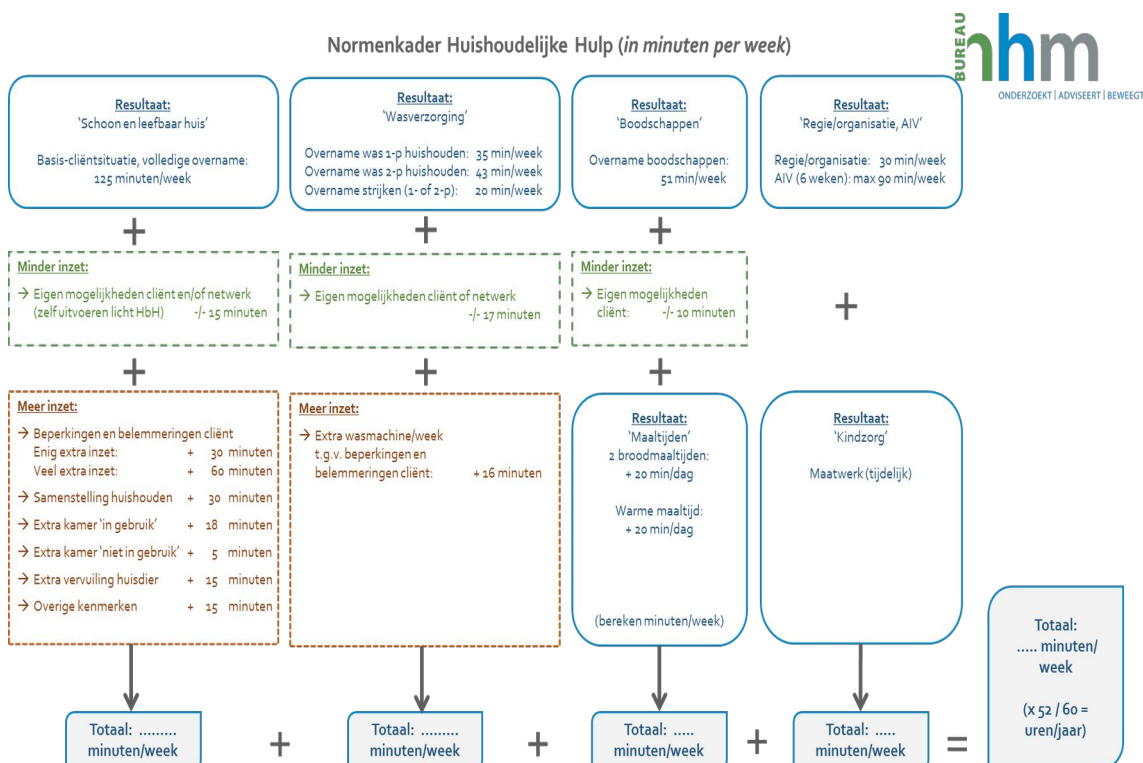 Normenkader Huishoudelijke Hulp (in minuten per week)
BUREAU
nhm
ONDERZOEKT | ADVISEERT | BEWEEGT
Resultaat:
'Schoon en leefbaar huis'
Basis-cliëntsituatie, volledige overname:
125 minuten/week
Resultaat:
'Wasverzorging'
Overname was 1-p huishouden: 35 min/week
Overname was 2-p huishouden: 43 min/week
Overname strijken (1- of 2-p): 20 min/week
Resultaat:
'Boodschappen'
Overname boodschappen:
51 min/week
Resultaat:
'Regie/organisatie, AIV'
Regie/organisatie: 30 min/week
AIV (6 weken): max 90 min/week
+
+
+
Minder inzet:
→ Eigen mogelijkheden cliënt en/of netwerk
(zelf uitvoeren licht HbH) -/- 15 minuten
Minder inzet:
→ Eigen mogelijkheden cliënt of netwerk
-/- 17 minuten
Minder inzet:
→ Eigen mogelijkheden
cliënt: -/- 10 minuten
+
+
+
+
Meer inzet:
→ Beperkingen en belemmeringen cliënt
Enig extra inzet: + 30 minuten
Veel extra inzet: + 60 minuten
→ Samenstelling huishouden + 30 minuten
→ Extra kamer 'in gebruik' + 18 minuten
→ Extra kamer 'niet in gebruik' + 5 minuten
→ Extra vervuiling huisdier + 15 minuten
→ Overige kenmerken + 15 minuten
Meer inzet:
→ Extra wasmachine/week
t.g.v. beperkingen en
belemmeringen cliënt: + 16 minuten
Resultaat:
'Maaltijden'
2 broodmaaltijden:
+ 20 min/dag
Warme maaltijd:
+ 20 min/dag
(bereken minuten/week)
Resultaat:
'Kindzorg'
Maatwerk (tijdelijk)
Totaal: .........
minuten/week
+
Totaal: .........
minuten/week
+
Totaal: .....
minuten/week
+
Totaal: .....
minuten/week
=
Totaal:
..... minuten/
week
(x 52 / 60 =
uren/jaar)